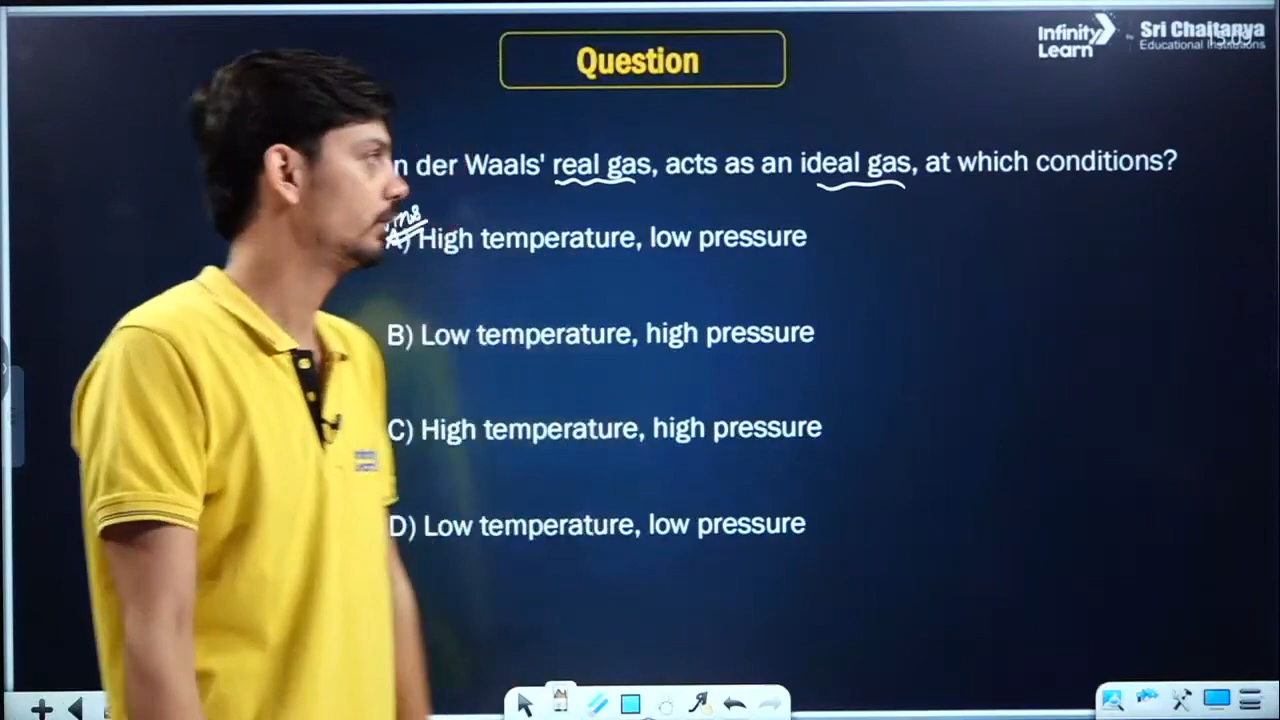 Infinity Learn
by Sri Chaitanya
Educational Institutions
Question
n der Waals' real gas, acts as an ideal gas, at which conditions?
A) High temperature, low pressure
B) Low temperature, high pressure
C) High temperature, high pressure
D) Low temperature, low pressure